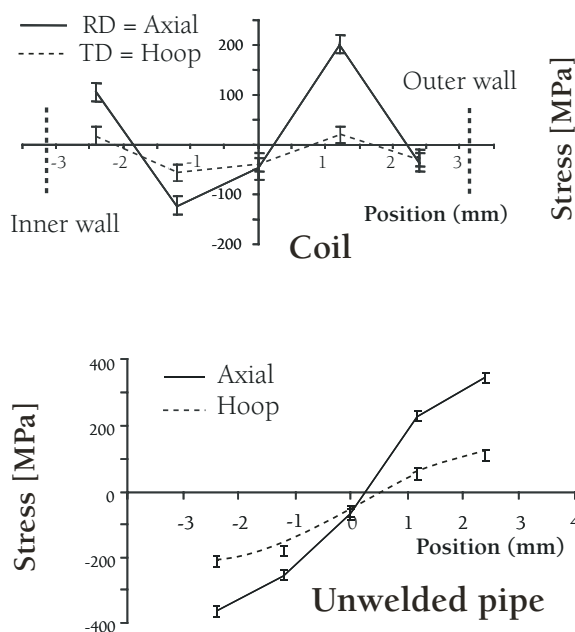 RD = Axial
TD = Hoop
200
100
-100
-200
-3 -2 -1 0 1 2 3
Outer wall
Inner wall
Position (mm)
Coil
Stress [MPa]
400
200
0
-200
-400
Axial
Hoop
Stress [MPa]
-3 -2 -1 0 1 2 3 4
Position (mm)
Unwelded pipe